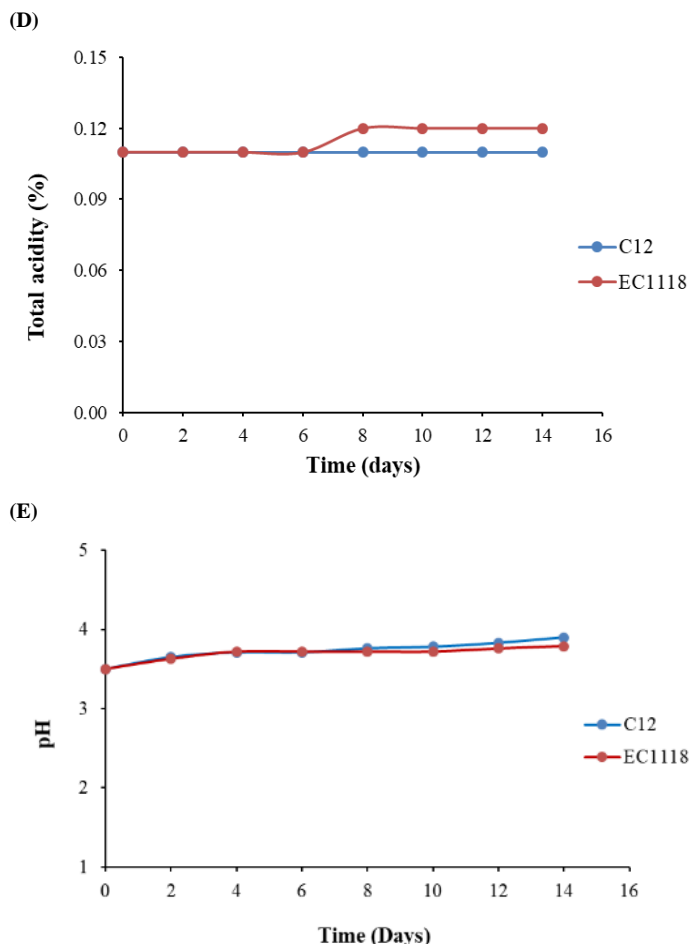 (D)
0.15
0.12
0.09
0.06
0.03
0.00
Total acidity (%)
C12
EC1118
0 2 4 6 8 10 12 14 16
Time (days)
(E)
5
4
3
2
1
pH
C12
EC1118
0 2 4 6 8 10 12 14 16
Time (Days)